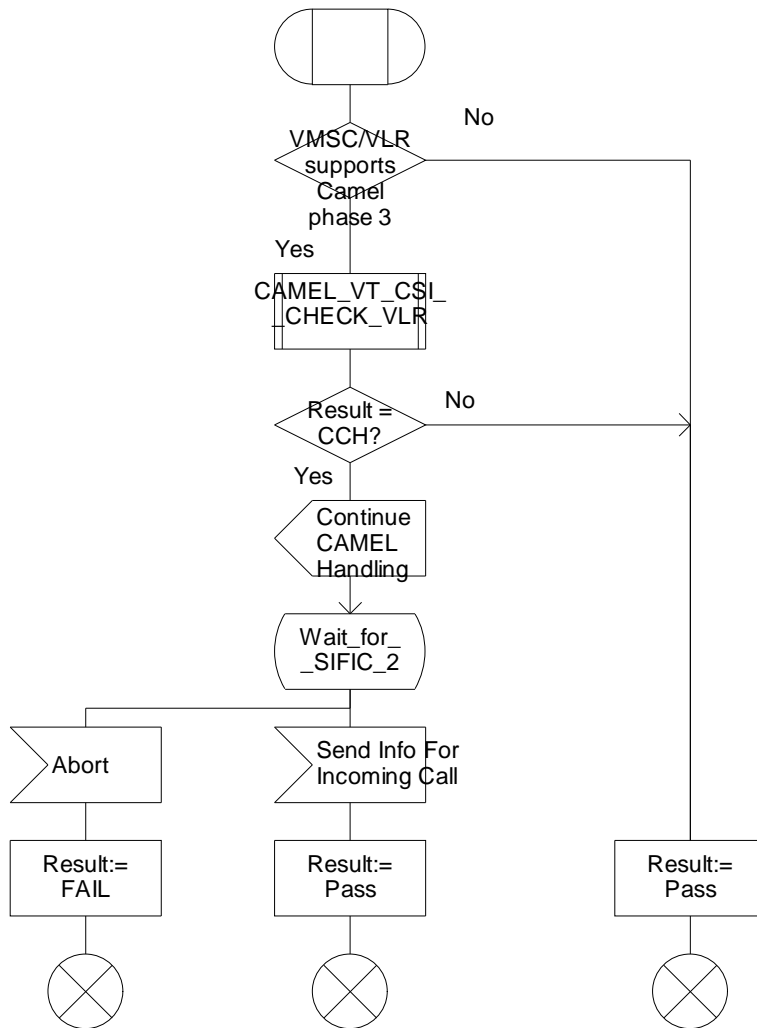 No
VMSC/VLR
supports
Camel
phase 3
Yes
CAMEL_VT_CSI_
_CHECK_VLR
Result =
CCH?
No
Yes
Continue
CAMEL
Handling
Wait_for_
_SIFIC_2
Abort
Send Info For
Incoming Call
Result:=
FAIL
Result:=
Pass
Result:=
Pass